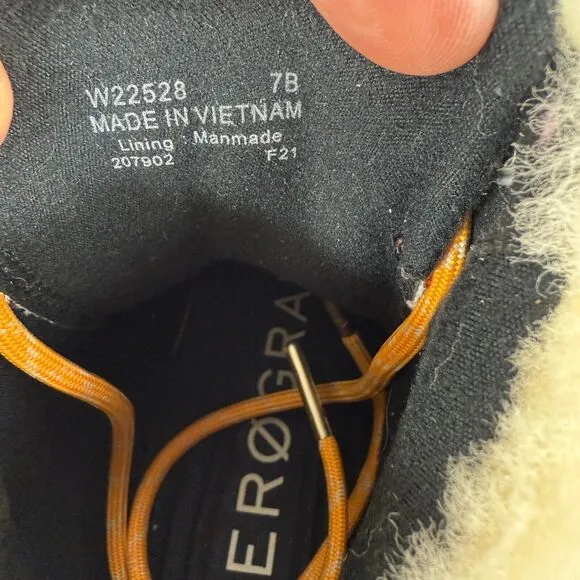 W22528 7B
MADE IN VIETNAM
Lining : Manmade
207902 F21
ERØGRA